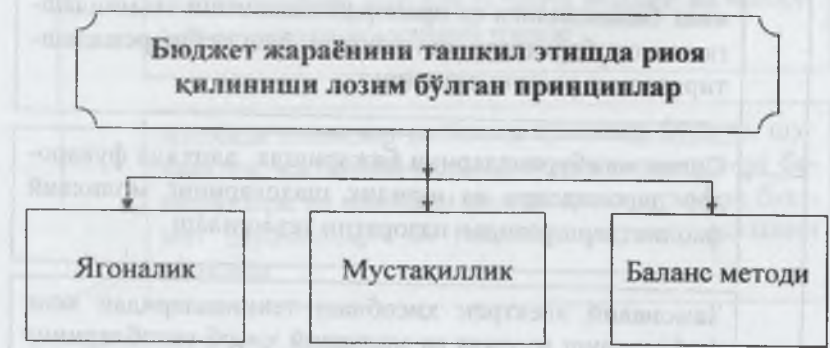 Бюджет жараёнини ташкил этишда риоя
қилиниши лозим бўлган принциплар
Ягоналик
Мустақиллик
Баланс методи